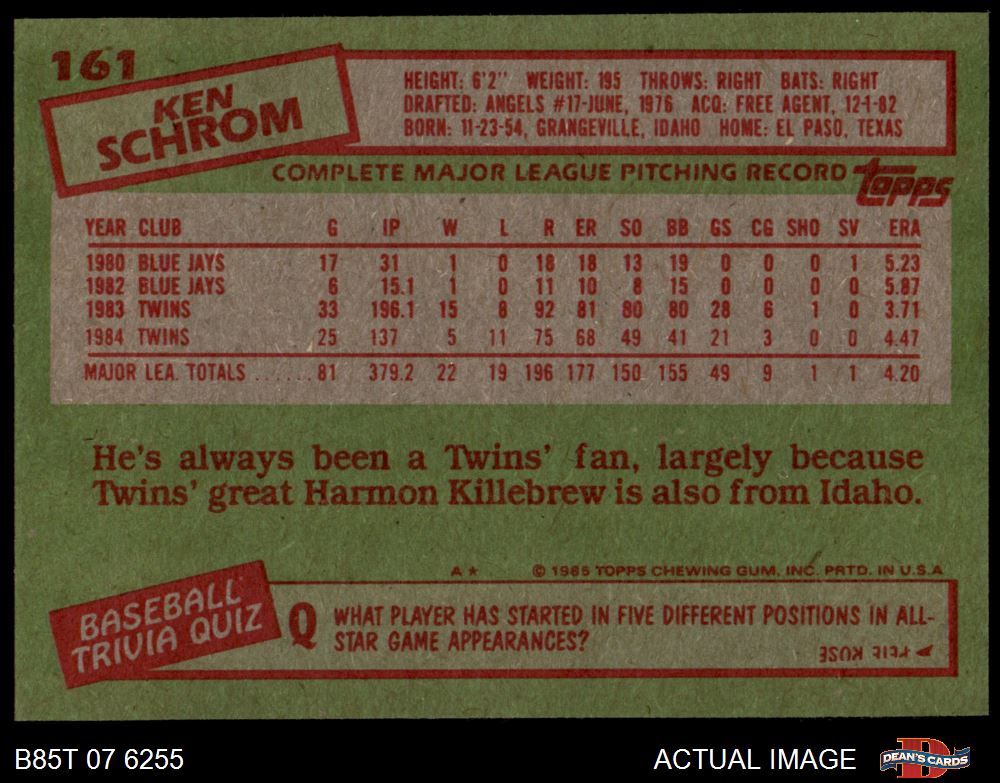 161
KEN
SCHROM
HEIGHT: 6'2" WEIGHT: 195 THROWS: RIGHT BATS: RIGHT
DRAFTED: ANGELS #17-JUNE, 1976 ACQ: FREE AGENT, 12-1-82
BORN: 11-23-54, GRANGEVILLE, IDAHO HOME: EL PASO, TEXAS
COMPLETE MAJOR LEAGUE PITCHING RECORD topps
YEAR CLUB G IP W L R ER SO BB GS CG SHO SV ERA
1980 BLUE JAYS 17 31 1 0 18 18 13 19 0 0 0 1 5.23
1982 BLUE JAYS 6 15.1 1 0 11 10 8 15 0 0 0 0 5.87
1983 TWINS 33 196.1 15 8 92 81 80 80 28 6 1 0 3.71
1984 TWINS 25 137 5 11 75 68 49 41 21 3 0 0 4.47
MAJOR LEA. TOTALS ...... 81 379.2 22 19 196 177 150 155 49 9 1 1 4.20
He's always been a Twins' fan, largely because
Twins' great Harmon Killebrew is also from Idaho.
A★ © 1985 TOPPS CHEWING GUM, INC. PRTD. IN U.S.A
BASEBALL
TRIVIA QUIZ
Q WHAT PLAYER HAS STARTED IN FIVE DIFFERENT POSITIONS IN ALL-
STAR GAME APPEARANCES?
PETE ROSE
B85T 07 6255 ACTUAL IMAGE DEAN'S CARDS